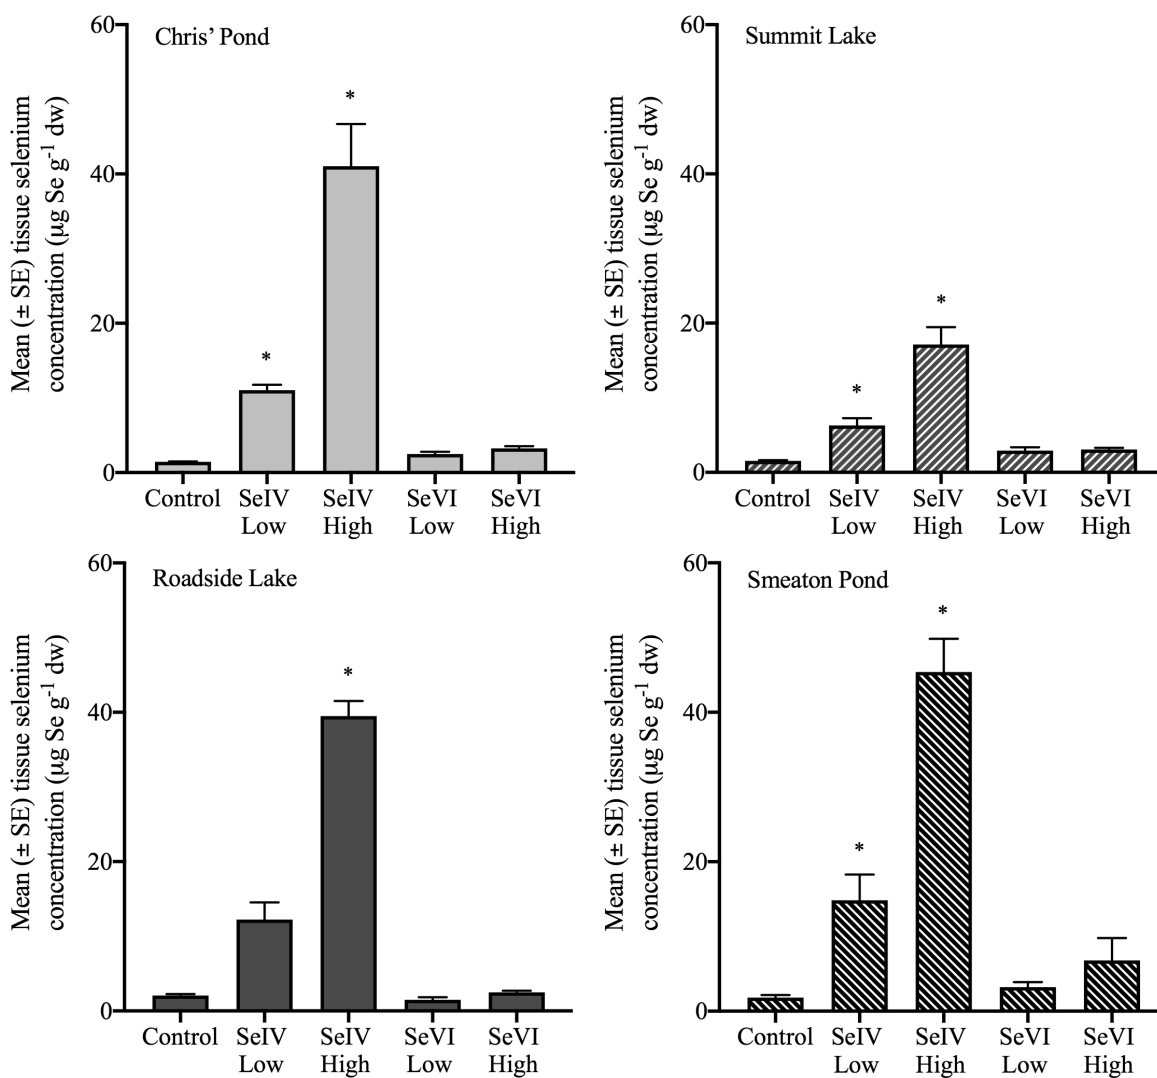 Chris' Pond
Mean (± SE) tissue selenium
concentration (µg Se g⁻¹ dw)
60
40
20
0
*
*
Control SeIV SeIV SeVI SeVI
Low High Low High
Summit Lake
Mean (± SE) tissue selenium
concentration (µg Se g⁻¹ dw)
60
40
20
0
*
*
Control SeIV SeIV SeVI SeVI
Low High Low High
Roadside Lake
Mean (± SE) tissue selenium
concentration (µg Se g⁻¹ dw)
60
40
20
0
*
Control SeIV SeIV SeVI SeVI
Low High Low High
Smeaton Pond
Mean (± SE) tissue selenium
concentration (µg Se g⁻¹ dw)
60
40
20
0
*
*
Control SeIV SeIV SeVI SeVI
Low High Low High